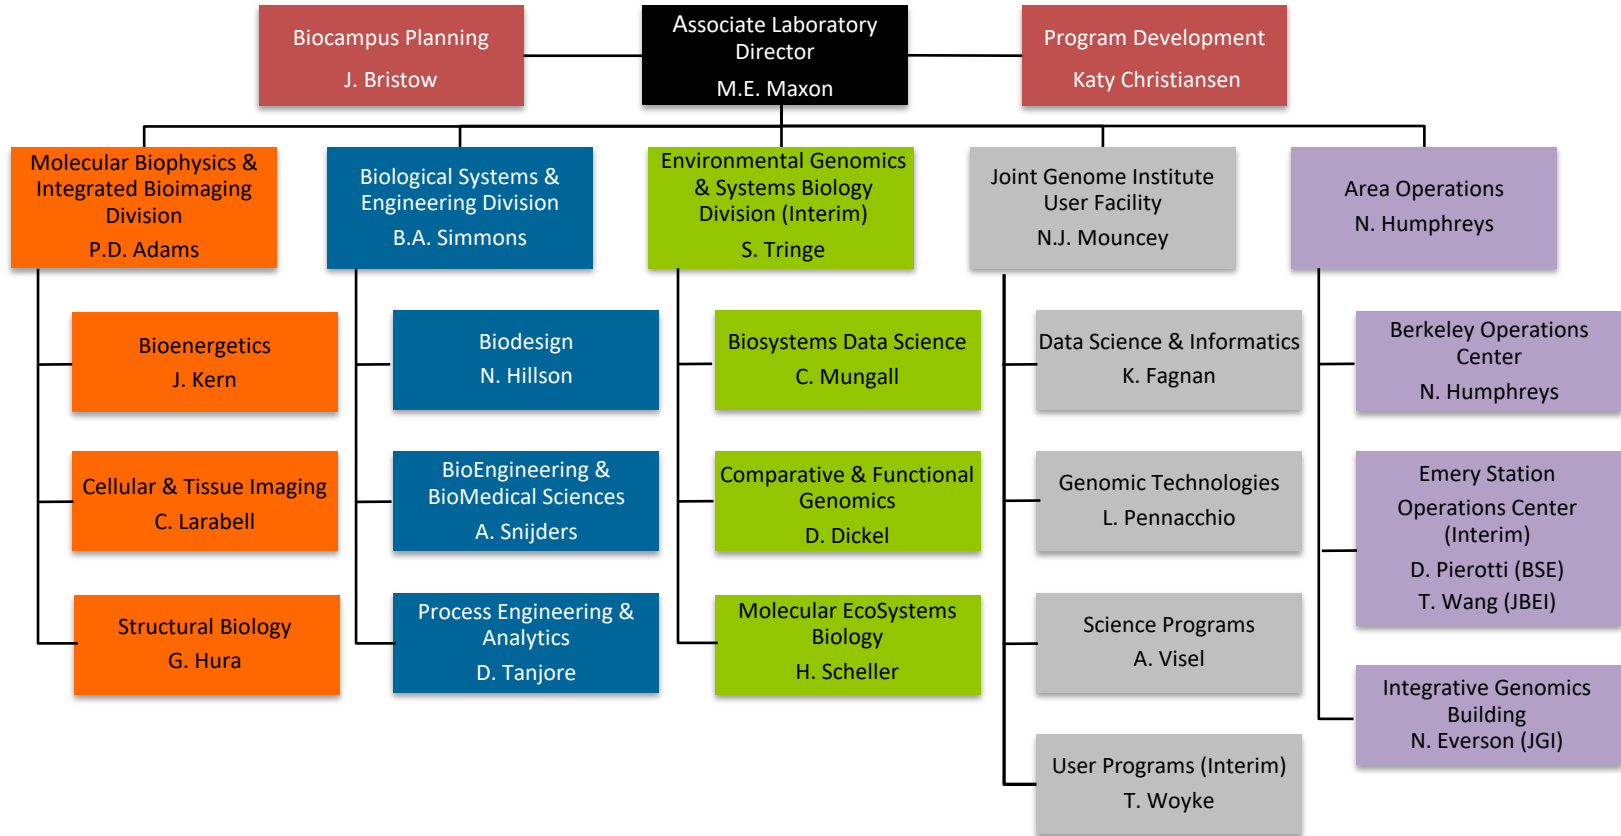 Biocampus Planning
J. Bristow
Associate Laboratory
Director
M.E. Maxon
Program Development
Katy Christiansen
Molecular Biophysics &
Integrated Bioimaging
Division
P.D. Adams
Biological Systems &
Engineering Division
B.A. Simmons
Environmental Genomics
& Systems Biology
Division (Interim)
S. Tringe
Joint Genome Institute
User Facility
N.J. Mouncey
Area Operations
N. Humphreys
Bioenergetics
J. Kern
Biodesign
N. Hillson
Biosystems Data Science
C. Mungall
Data Science & Informatics
K. Fagnan
Berkeley Operations
Center
N. Humphreys
Cellular & Tissue Imaging
C. Larabell
BioEngineering &
BioMedical Sciences
A. Snijders
Comparative & Functional
Genomics
D. Dickel
Genomic Technologies
L. Pennacchio
Emery Station
Operations Center
(Interim)
D. Pierotti (BSE)
T. Wang (JBEI)
Structural Biology
G. Hura
Process Engineering &
Analytics
D. Tanjore
Molecular EcoSystems
Biology
H. Scheller
Science Programs
A. Visel
Integrative Genomics
Building
N. Everson (JGI)
User Programs (Interim)
T. Woyke